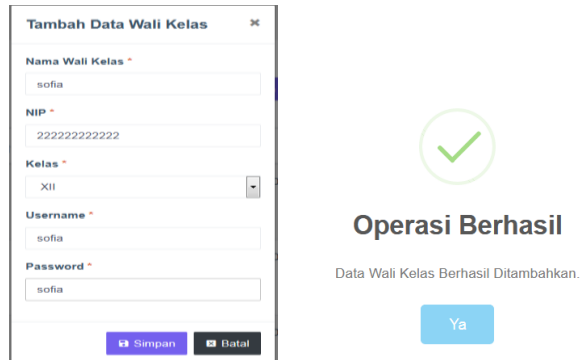 Tambah Data Wali Kelas ×
Nama Wali Kelas *
sofia
NIP *
222222222222
Kelas *
XII
Username *
sofia
Password *
sofia
Simpan
Batal
Operasi Berhasil
Data Wali Kelas Berhasil Ditambahkan.
Ya